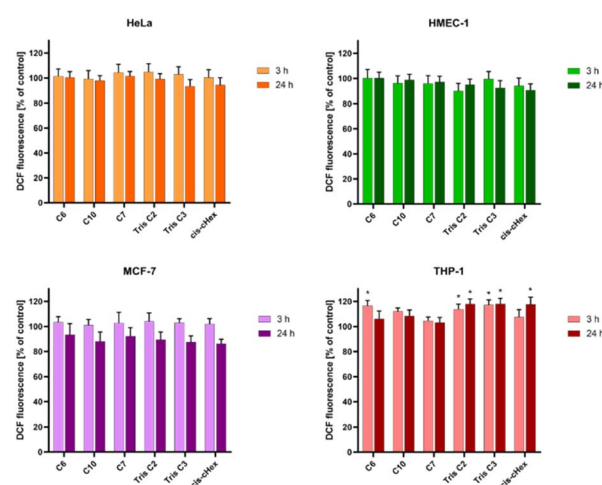 HeLa
DCF fluorescence [% of control]
120
100
80
60
40
20
0
3 h
24 h
C6
C10
C7
Tris C2
Tris C3
cis-cHex
HMEC-1
DCF fluorescence [% of control]
120
100
80
60
40
20
0
3 h
24 h
C6
C10
C7
Tris C2
Tris C3
cis-cHex
MCF-7
DCF fluorescence [% of control]
120
100
80
60
40
20
0
3 h
24 h
C6
C10
C7
Tris C2
Tris C3
cis-cHex
THP-1
DCF fluorescence [% of control]
120
100
80
60
40
20
0
* * * * * *
3 h
24 h
C6
C10
C7
Tris C2
Tris C3
cis-cHex